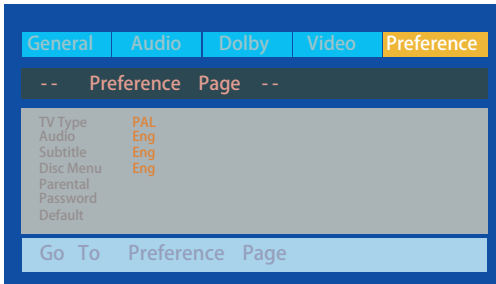 General Audio Dolby Video Preference
-- Preference Page --
TV Type PAL
Audio Eng
Subtitle Eng
Disc Menu Eng
Parental
Password
Default
Go To Preference Page